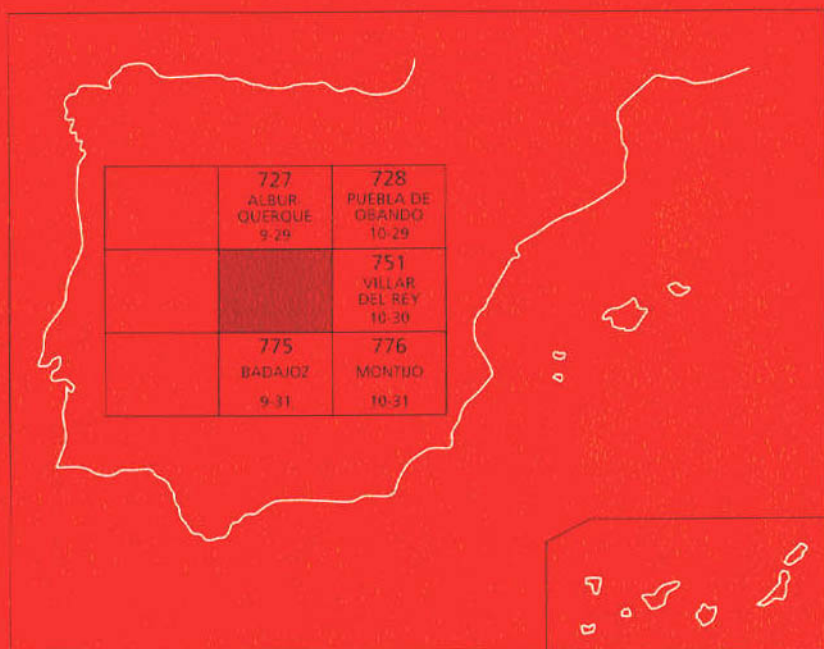 727
ALBUR
QUERQUE
9-29
728
PUEBLA DE
OBANDO
10-29
751
VILLAR
DEL REY
10-30
775
BADAJOZ
9-31
776
MONTIJO
10-31